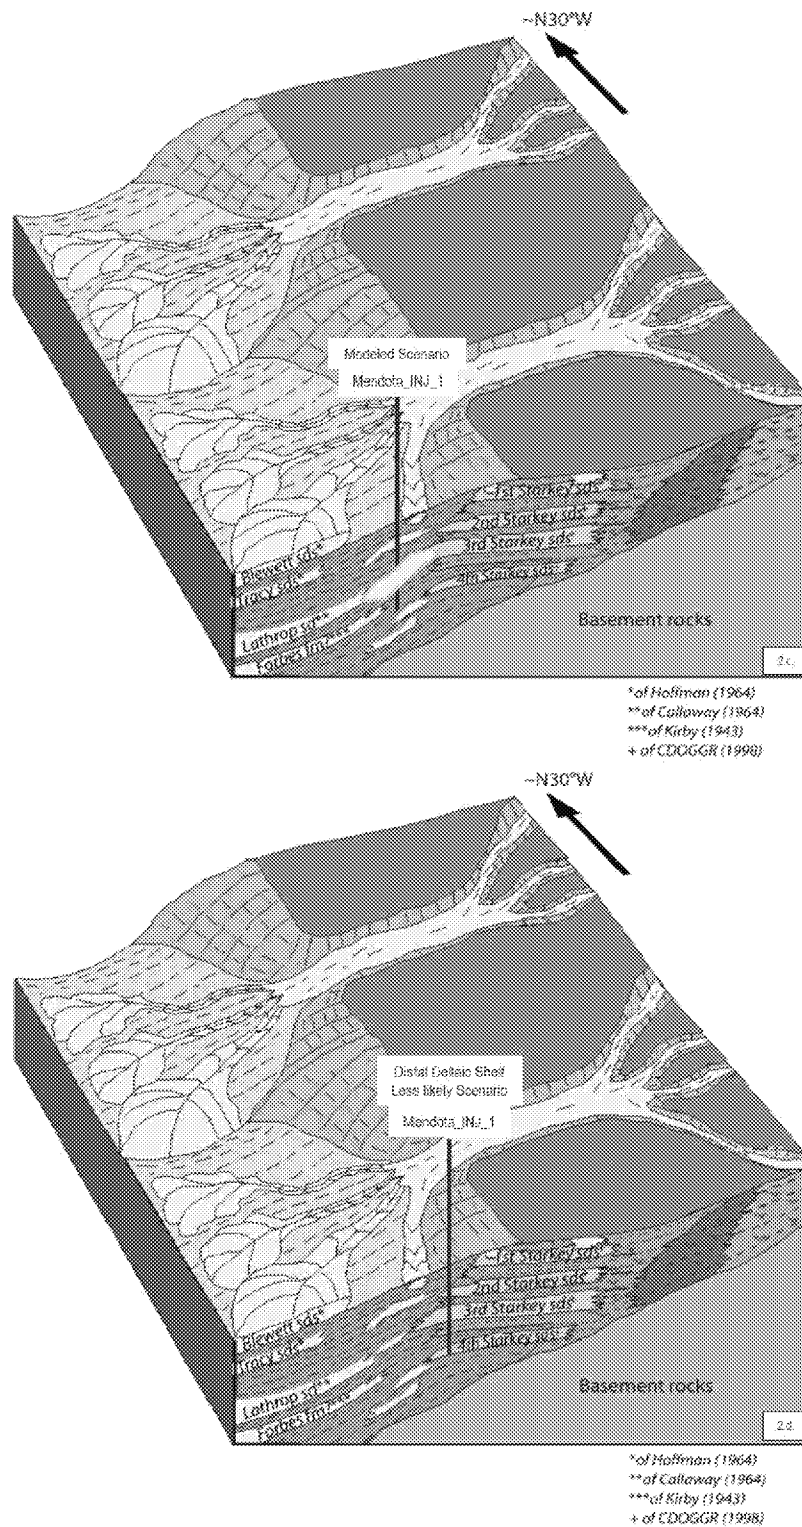 ~N30°W
Modeled Scenario
Mendota_INJ_1
~1st Starkey sds
2nd Starkey sds
3rd Starkey sds
4th Starkey sds
Blewett sds*
Tracy sds*
Lathrop sd**
Forbes fm?***
Basement rocks
2.c.
*of Hoffman (1964)
**of Callaway (1964)
***of Kirby (1943)
+ of CDOGGR (1998)
~N30°W
Distal Deltaic Shelf
Less likely Scenario
Mendota_INJ_1
~1st Starkey sds
2nd Starkey sds
3rd Starkey sds
4th Starkey sds
Blewett sds*
Tracy sds*
Lathrop sd**
Forbes fm?***
Basement rocks
2.d.
*of Hoffman (1964)
**of Callaway (1964)
***of Kirby (1943)
+ of CDOGGR (1998)